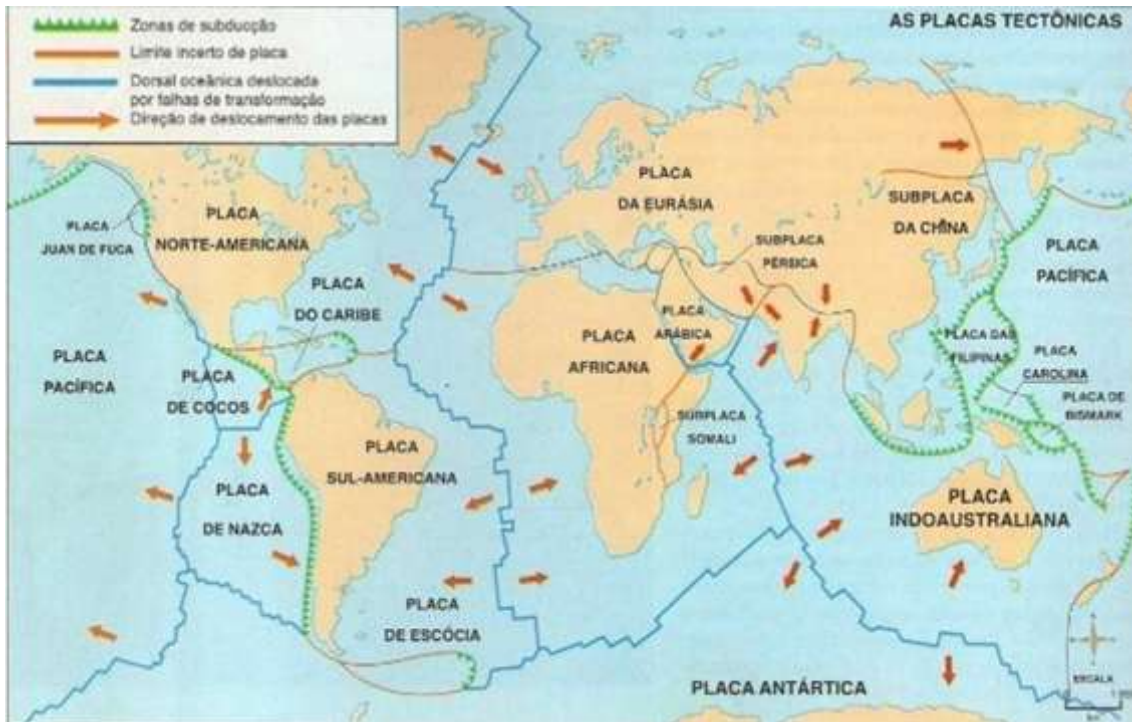 AS PLACAS TECTÔNICAS
Zonas de subducção
Limite incerto de placa
Dorsal oceânica deslocada
por falhas de transformação
Direção de deslocamento das placas
PLACA
JUAN DE FUCA
PLACA
NORTE-AMERICANA
PLACA
DO CARIBE
PLACA
PACÍFICA
PLACA
DE COCOS
PLACA
DE NAZCA
PLACA
SUL-AMERICANA
PLACA
DE ESCÓCIA
PLACA
DA EURÁSIA
SUBPLACA
PÉRSICA
PLACA
ARÁBICA
PLACA
AFRICANA
SUBPLACA
SOMALI
SUBPLACA
DA CHINA
PLACA
PACÍFICA
PLACA DAS
FILIPINAS
PLACA
CAROLINA
PLACA DE
BISMARK
PLACA
INDOAUSTRALIANA
PLACA ANTÁRTICA
ESCALA